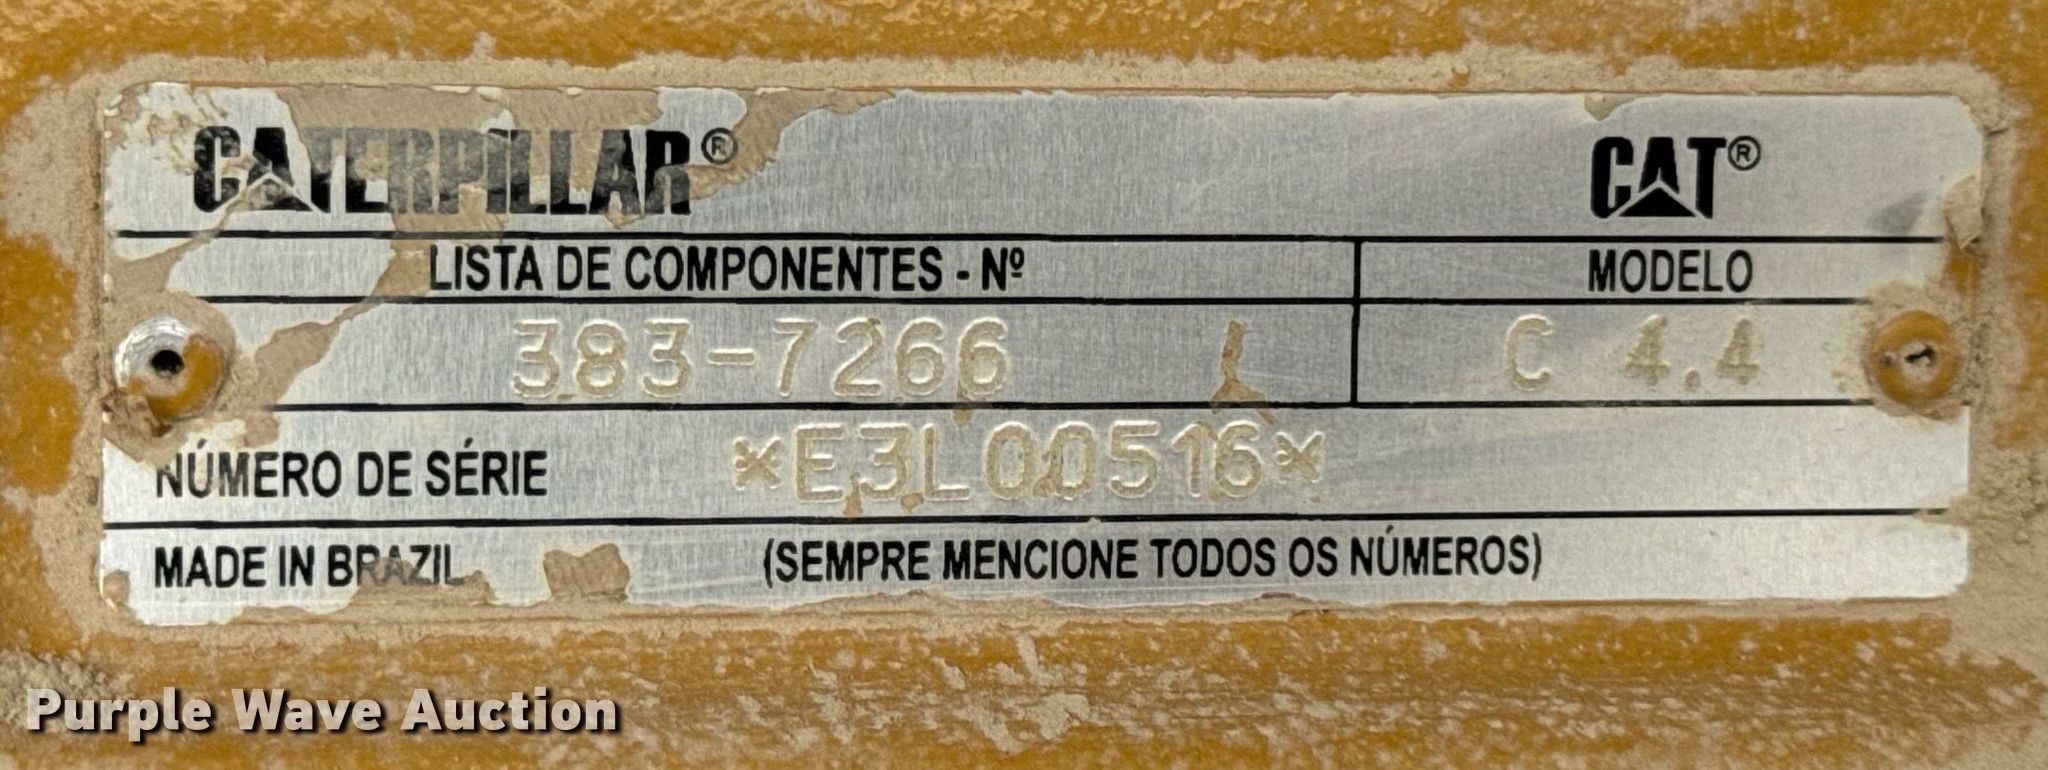 CATERPILLAR® CAT®
LISTA DE COMPONENTES - Nº MODELO
383-7266 C 4.4
NÚMERO DE SÉRIE *E3L00516*
MADE IN BRAZIL (SEMPRE MENCIONE TODOS OS NÚMEROS)
Purple Wave Auction